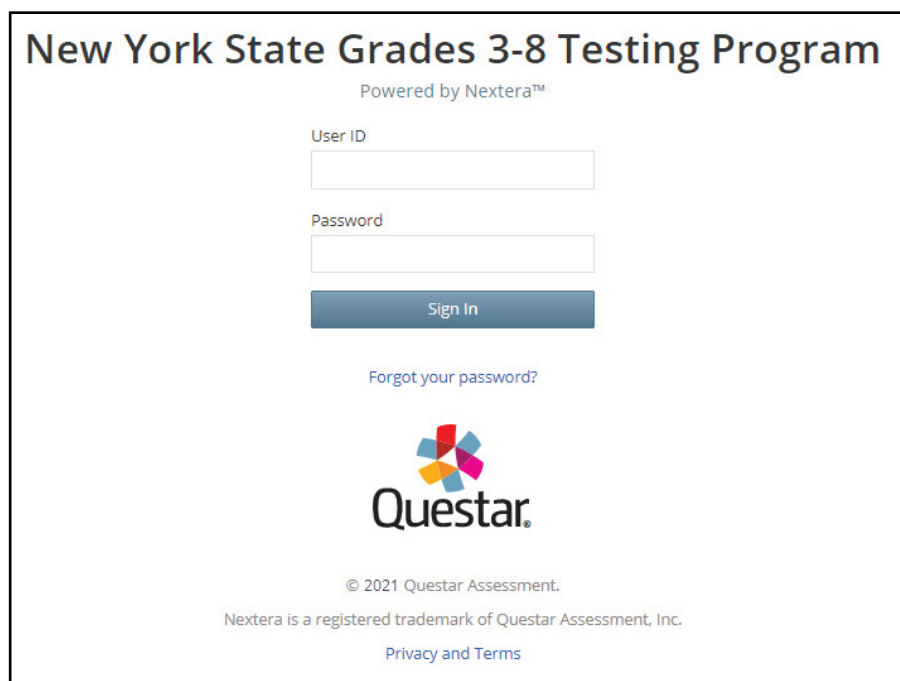 New York State Grades 3-8 Testing Program
Powered by Nextera™
User ID
Password
Sign In
Forgot your password?
Questar®
© 2021 Questar Assessment.
Nextera is a registered trademark of Questar Assessment, Inc.
Privacy and Terms